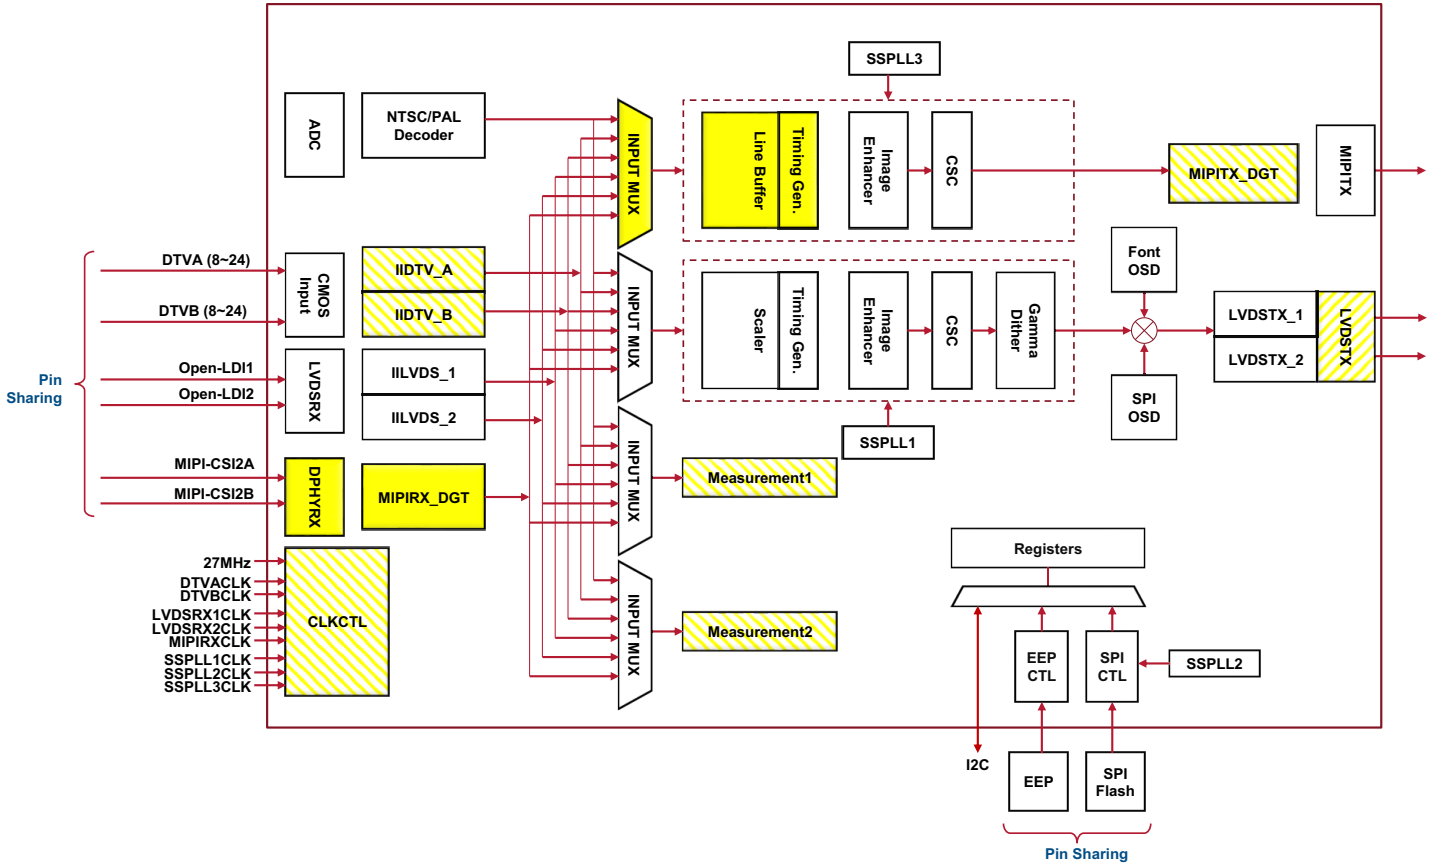 SSPLL3
ADC
NTSC/PAL
Decoder
INPUT MUX
Line Buffer
Timing Gen.
Image
Enhancer
CSC
MIPITX_DGT
MIPITX
DTVA (8~24)
DTVB (8~24)
CMOS
Input
IIDTV_A
IIDTV_B
INPUT MUX
Scaler
Timing Gen.
Image
Enhancer
CSC
Gamma
Dither
Font
OSD
SPI
OSD
LVDSTX_1
LVDSTX_2
LVDSTX
Pin
Sharing
Open-LDI1
Open-LDI2
LVDSRX
IILVDS_1
IILVDS_2
SSPLL1
MIPI-CSI2A
MIPI-CSI2B
DPHYRX
MIPIRX_DGT
INPUT MUX
Measurement1
27MHz
DTVACLK
DTVBCLK
LVDSRX1CLK
LVDSRX2CLK
MIPIRXCLK
SSPLL1CLK
SSPLL2CLK
SSPLL3CLK
CLKCTL
INPUT MUX
Measurement2
Registers
EEP
CTL
SPI
CTL
SSPLL2
I2C
EEP
SPI
Flash
Pin Sharing